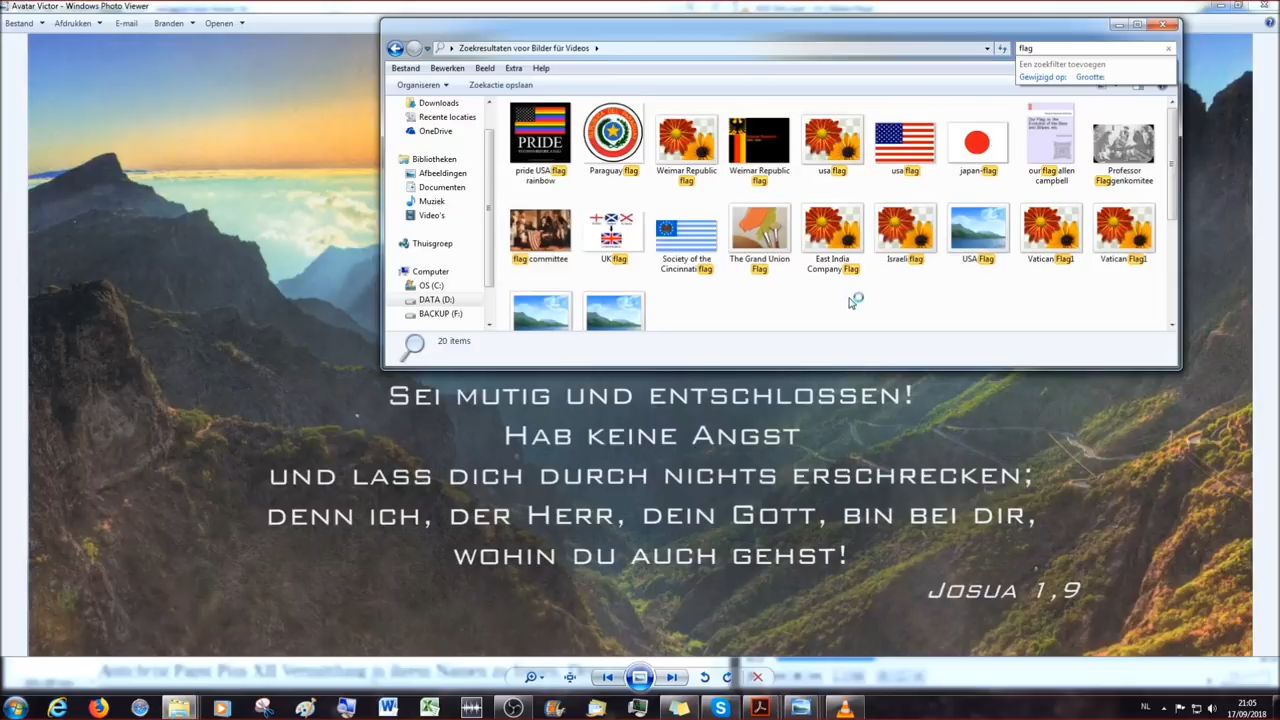 Avatar Victor - Windows Photo Viewer
Bestand Afdrukken E-mail Branden Openen
Zoekresultaten voor Bilder für Videos
flag
Een zoekfilter toevoegen
Gewijzigd op: Grootte:
Bestand Bewerken Beeld Extra Help
Organiseren Zoekactie opslaan
Downloads
Recente locaties
OneDrive
Bibliotheken
Afbeeldingen
Documenten
Muziek
Video's
Thuisgroep
Computer
OS (C:)
DATA (D:)
BACKUP (F:)
PRIDE
pride USA flag rainbow
Paraguay flag
Weimar Republic flag
Weimar Republic flag
usa flag
usa flag
japan-flag
our flag allen campbell
Professor Flaggenkomitee
flag committee
UK flag
Society of the Cincinnati flag
The Grand Union Flag
East India Company Flag
Israeli flag
USA Flag
Vatican Flag1
Vatican Flag1
20 items
Sei mutig und entschlossen!
Hab keine Angst
und lass dich durch nichts erschrecken;
denn ich, der Herr, dein Gott, bin bei dir,
wohin du auch gehst!
Josua 1,9
NL
21:05
17/09/2018